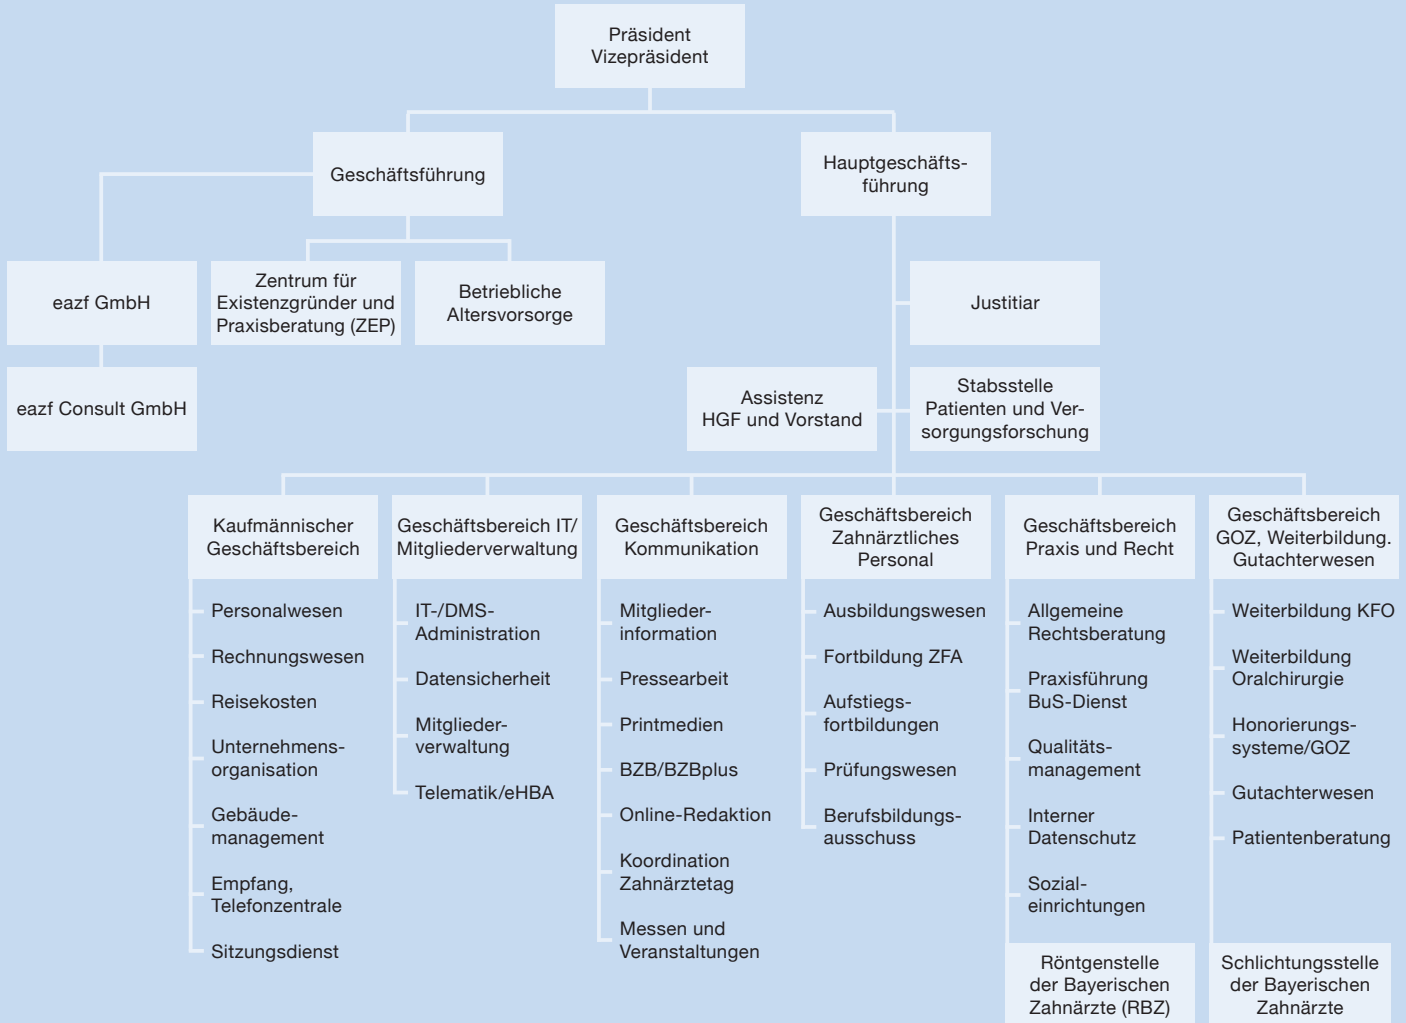 Präsident
Vizepräsident
Geschäftsführung
Hauptgeschäfts-
führung
eazf GmbH
Zentrum für
Existenzgründer und
Praxisberatung (ZEP)
Betriebliche
Altersvorsorge
Justitiar
eazf Consult GmbH
Assistenz
HGF und Vorstand
Stabsstelle
Patienten und Ver-
sorgungsforschung
Kaufmännischer
Geschäftsbereich
Personalwesen
Rechnungswesen
Reisekosten
Unternehmens-
organisation
Gebäude-
management
Empfang,
Telefonzentrale
Sitzungsdienst
Geschäftsbereich IT/
Mitgliederverwaltung
IT-/DMS-
Administration
Datensicherheit
Mitglieder-
verwaltung
Telematik/eHBA
Geschäftsbereich
Kommunikation
Mitglieder-
information
Pressearbeit
Printmedien
BZB/BZBplus
Online-Redaktion
Koordination
Zahnärztetag
Messen und
Veranstaltungen
Geschäftsbereich
Zahnärztliches
Personal
Ausbildungswesen
Fortbildung ZFA
Aufstiegs-
fortbildungen
Prüfungswesen
Berufsbildungs-
ausschuss
Geschäftsbereich
Praxis und Recht
Allgemeine
Rechtsberatung
Praxisführung
BuS-Dienst
Qualitäts-
management
Interner
Datenschutz
Sozial-
einrichtungen
Röntgenstelle
der Bayerischen
Zahnärzte (RBZ)
Geschäftsbereich
GOZ, Weiterbildung.
Gutachterwesen
Weiterbildung KFO
Weiterbildung
Oralchirurgie
Honorierungs-
systeme/GOZ
Gutachterwesen
Patientenberatung
Schlichtungsstelle
der Bayerischen
Zahnärzte